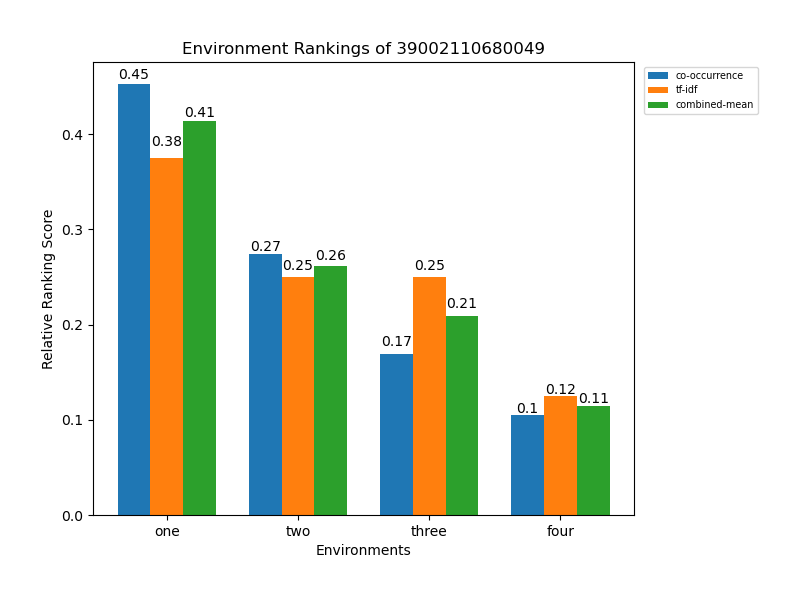 Environment Rankings of 39002110680049
co-occurrence
tf-idf
combined-mean
Relative Ranking Score
0.4
0.3
0.2
0.1
0.0
0.45
0.38
0.41
0.27
0.25
0.26
0.17
0.25
0.21
0.1
0.12
0.11
one
two
three
four
Environments